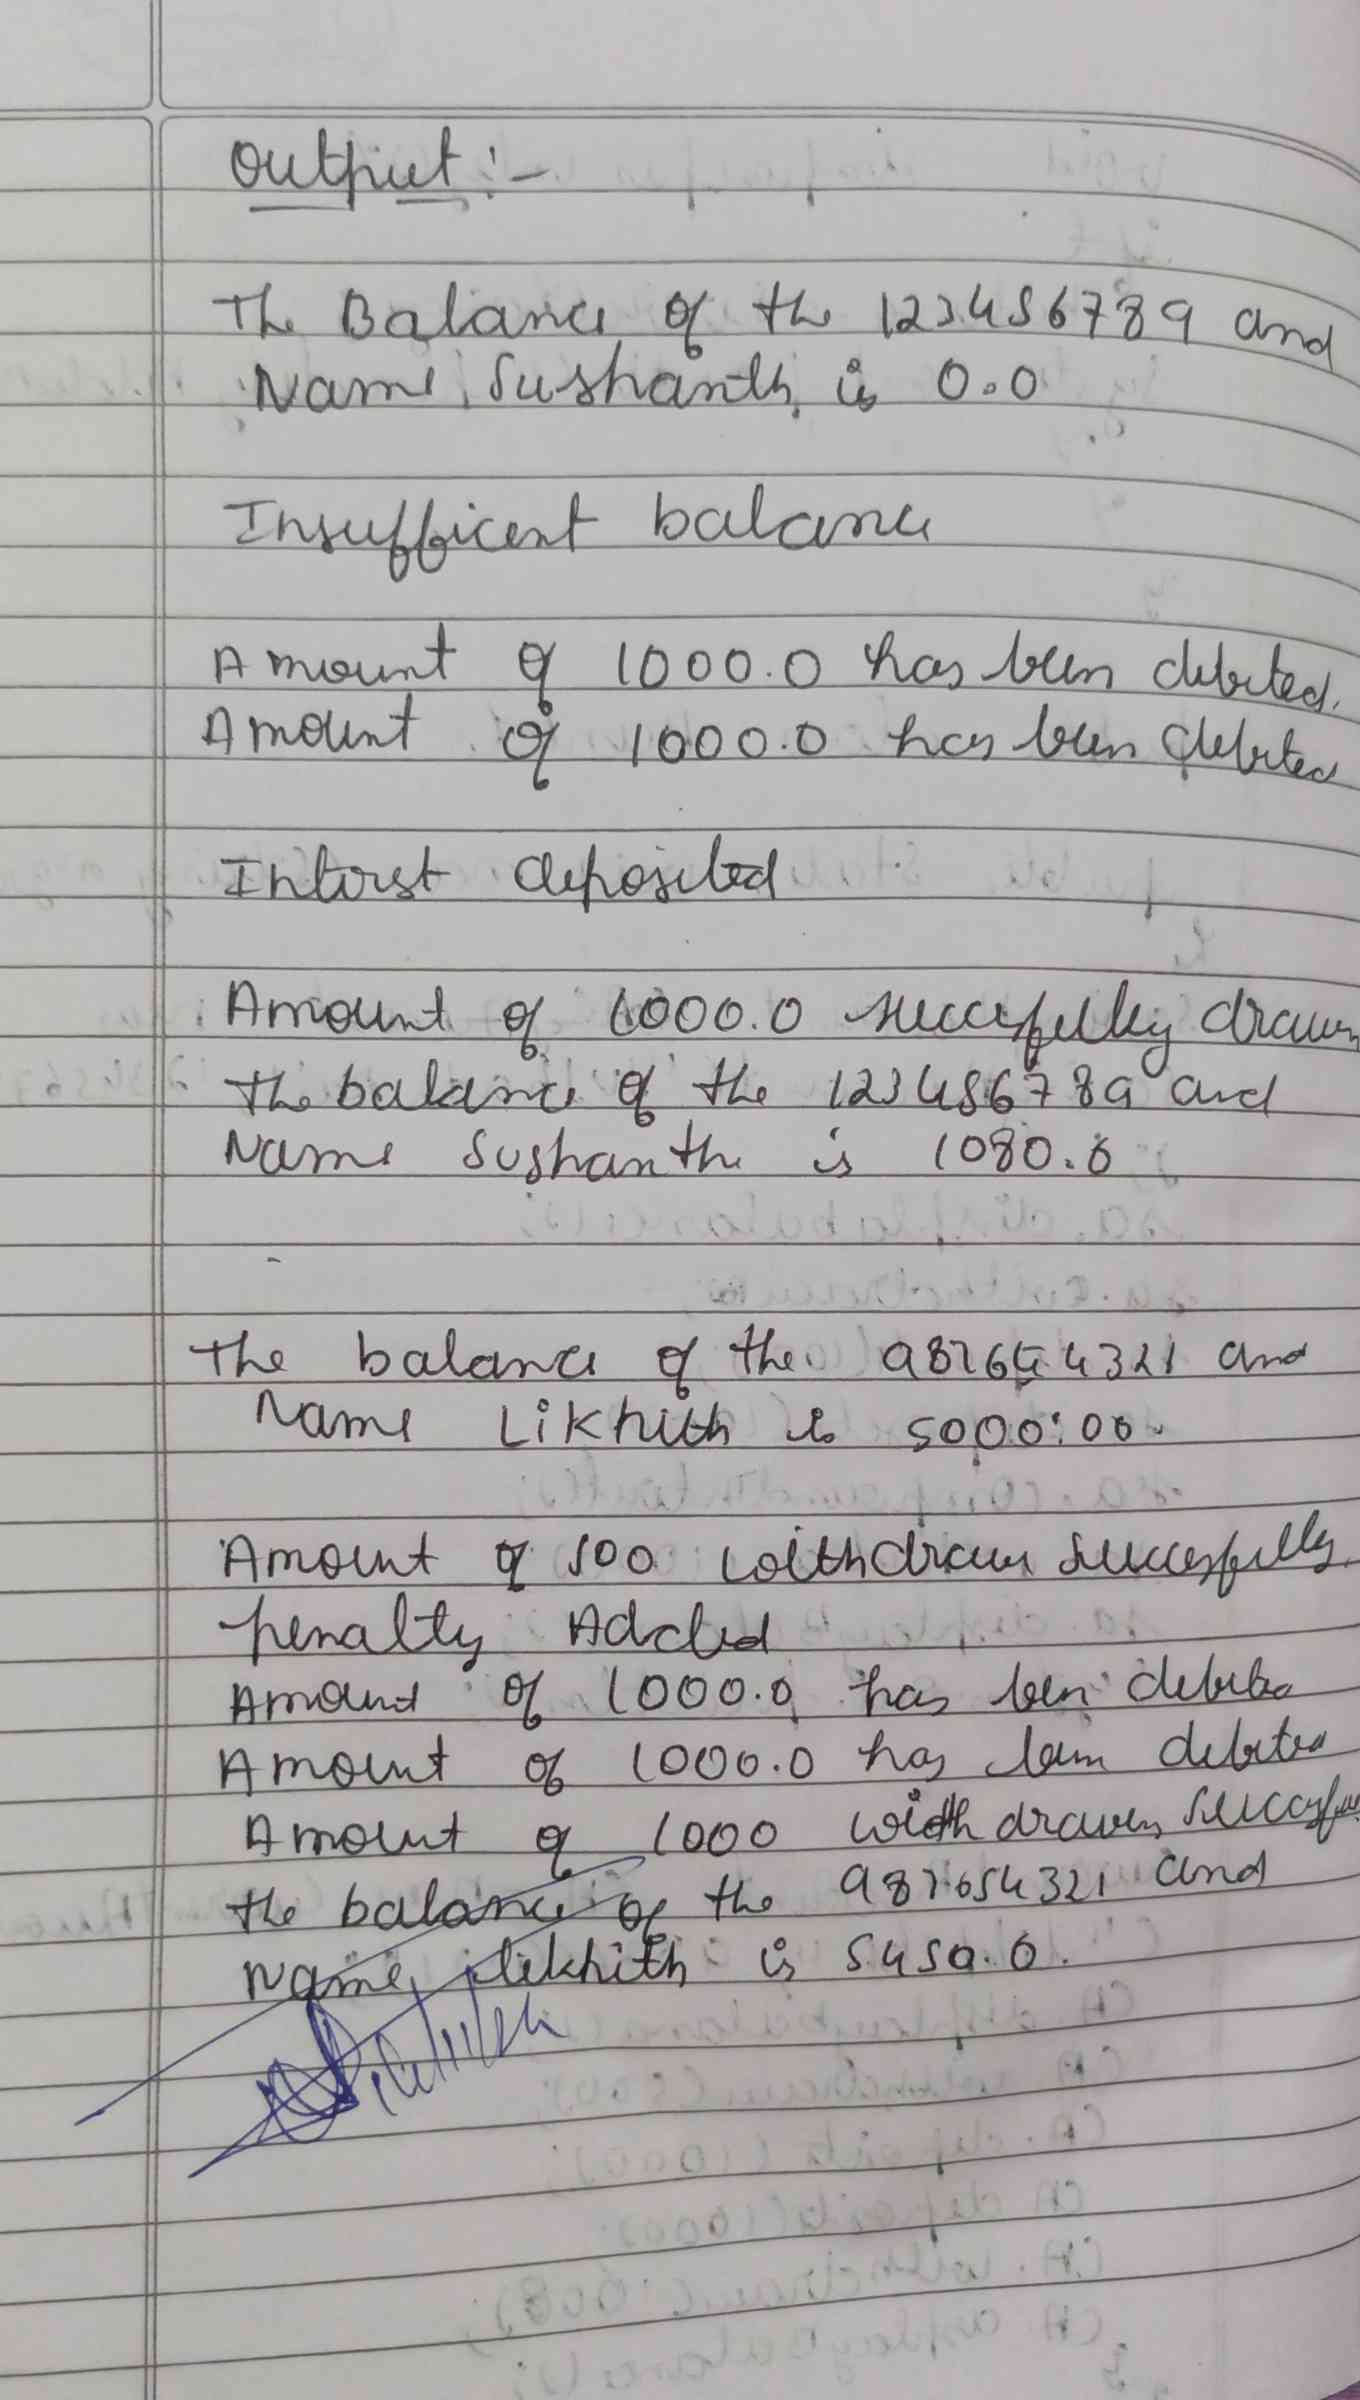 Output :-
The Balance of the 123456789 and
Name Sushanth is 0.0
Insufficent balance
Amount of 1000.0 has been debited.
Amount of 1000.0 has been debited
Intrest deposited
Amount of 1000.0 succesfully drawn
the balance of the 123456789 and
Name Sushanth is 1080.0
The balance of the 987654321 and
Name Likhith is 5000.00
Amount of 500 withdrawn Succesfully
penalty Added
Amount of 1000.0 has been debited
Amount of 1000.0 has been debited
Amount of 1000 withdrawn
the balance of the 987654321 and
Name, likhith is 5450.0.